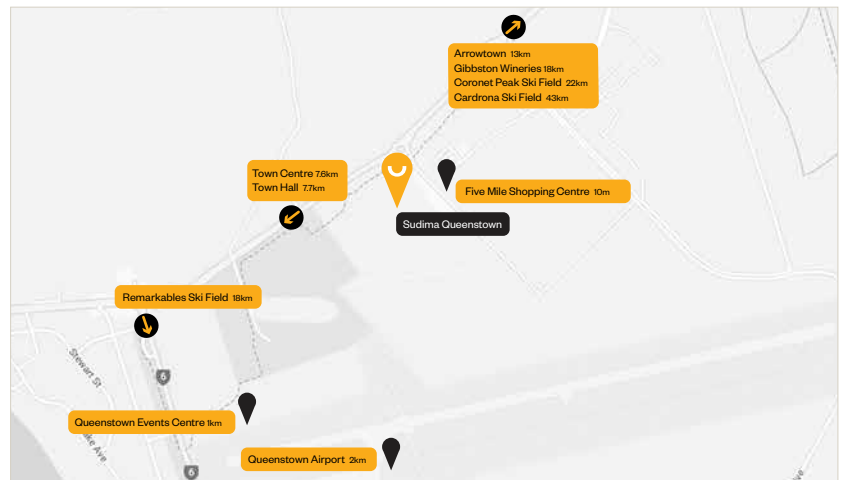 Arrowtown 13km
Gibbston Wineries 18km
Coronet Peak Ski Field 22km
Cardrona Ski Field 43km
Town Centre 7.6km
Town Hall 7.7km
Five Mile Shopping Centre 10m
Sudima Queenstown
Remarkables Ski Field 18km
Stewart St
6
Queenstown Events Centre 1km
Ave
Queenstown Airport 2km
6